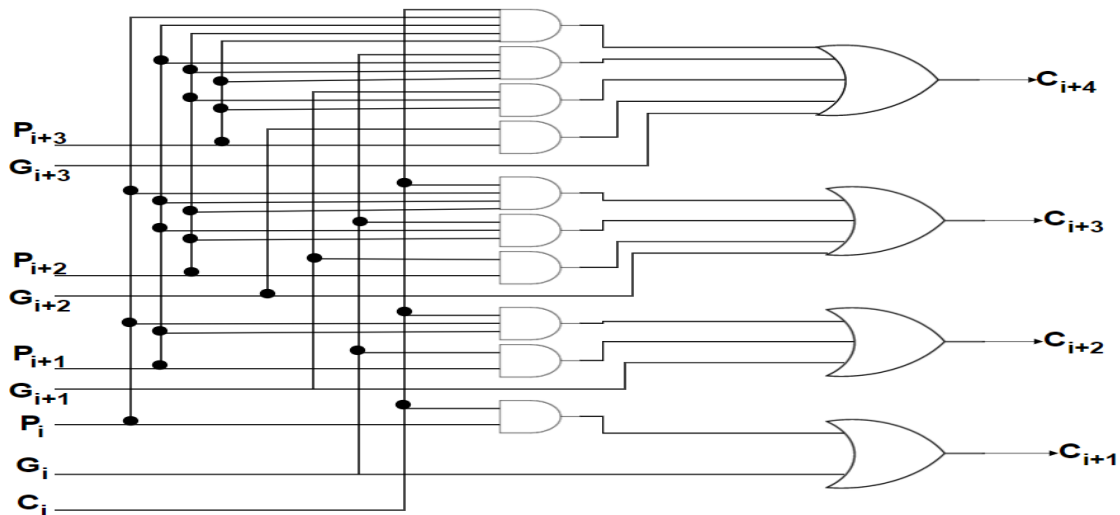 C_{i+4}
P_{i+3}
G_{i+3}
C_{i+3}
P_{i+2}
G_{i+2}
C_{i+2}
P_{i+1}
G_{i+1}
P_i
C_{i+1}
G_i
C_i